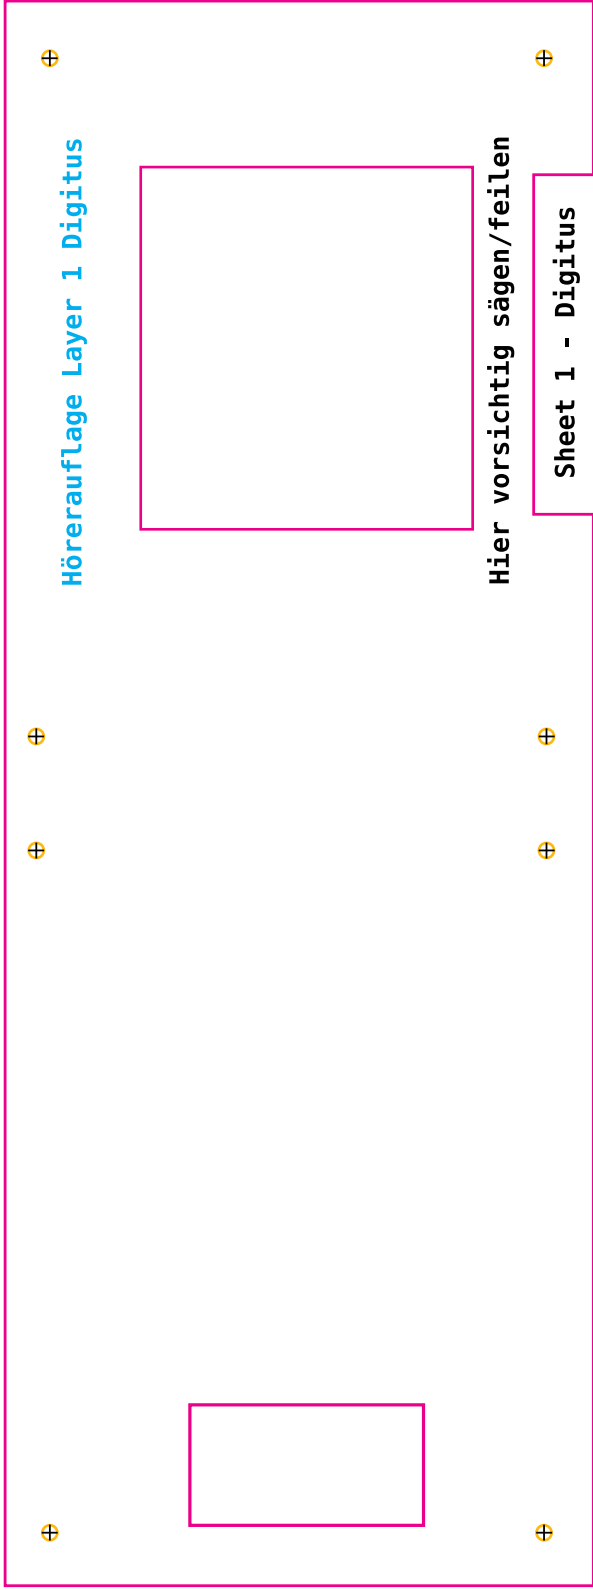 Hörerauflage Layer 1 Digitus
Hier vorsichtig sägen/feilen
Sheet 1 - Digitus